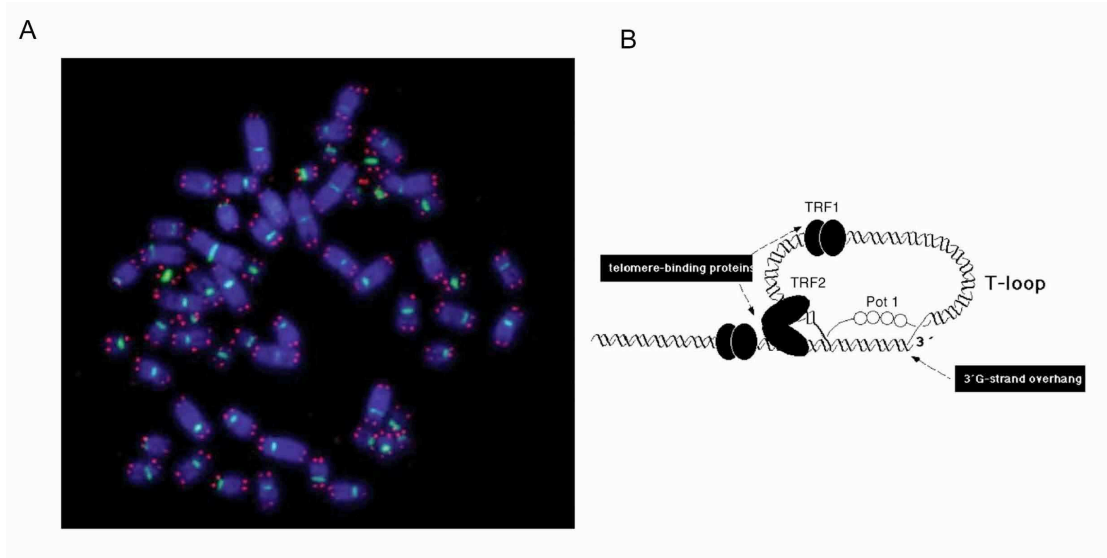 A
B
TRF1
telomere-binding proteins
TRF2
T-loop
Pot 1
3´
3´G-strand overhang